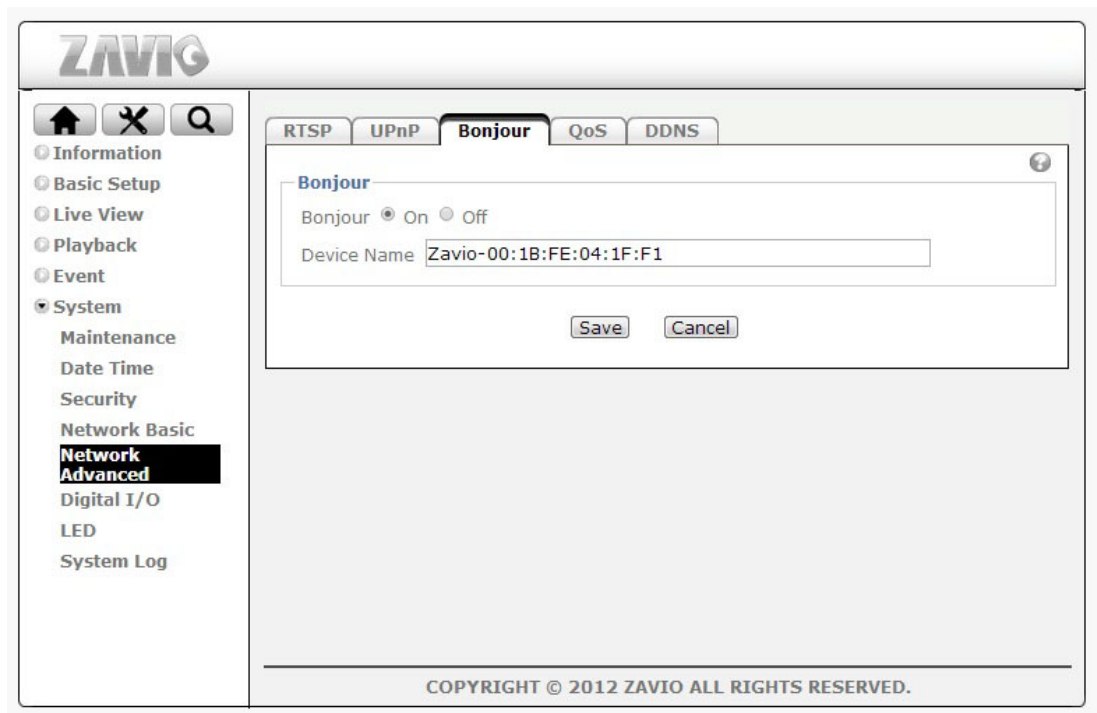 ZAVIO
Information
Basic Setup
Live View
Playback
Event
System
Maintenance
Date Time
Security
Network Basic
Network
Advanced
Digital I/O
LED
System Log
RTSP UPnP Bonjour QoS DDNS
Bonjour
Bonjour On Off
Device Name Zavio-00:1B:FE:04:1F:F1
Save Cancel
COPYRIGHT © 2012 ZAVIO ALL RIGHTS RESERVED.